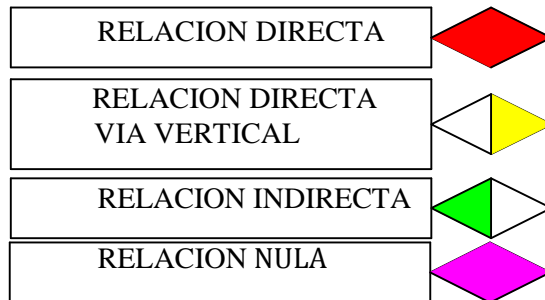 RELACION DIRECTA
RELACION DIRECTA
VIA VERTICAL
RELACION INDIRECTA
RELACION NULA